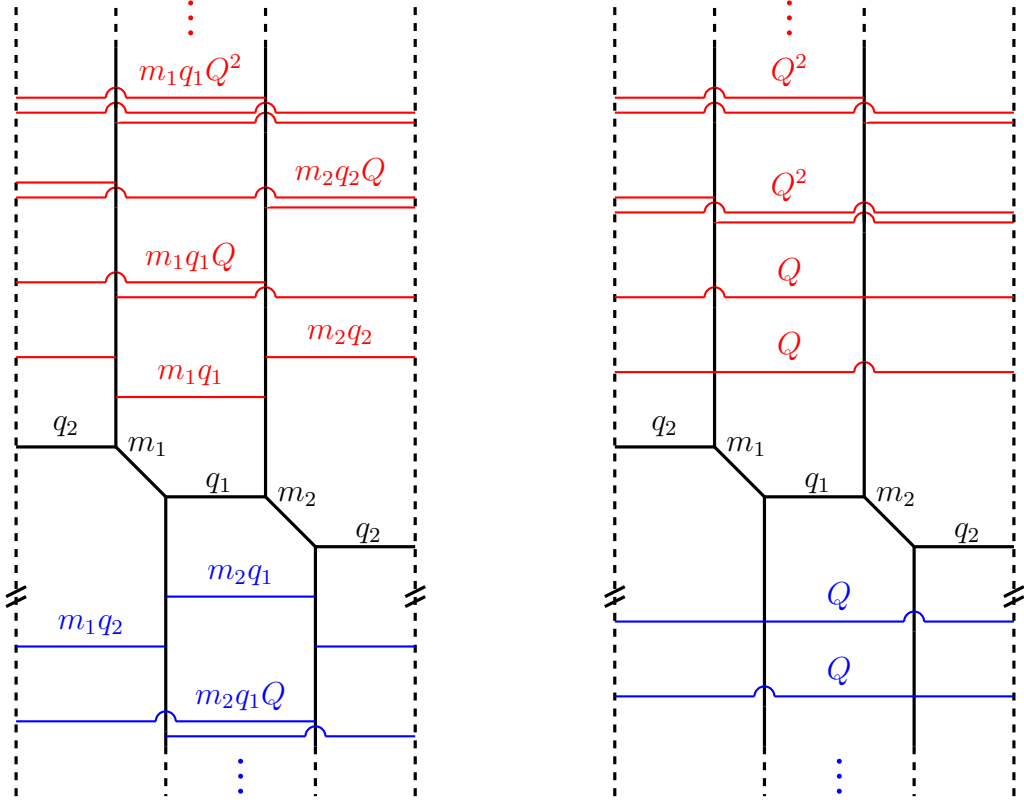 ⋮ ⋮
m₁q₁Q² Q²
m₂q₂Q Q²
m₁q₁Q Q
m₂q₂ Q
m₁q₁
q₂ m₁ q₂ m₁
q₁ m₂ q₁ m₂
q₂ q₂
m₂q₁ Q
m₁q₂
m₂q₁Q Q
⋮ ⋮